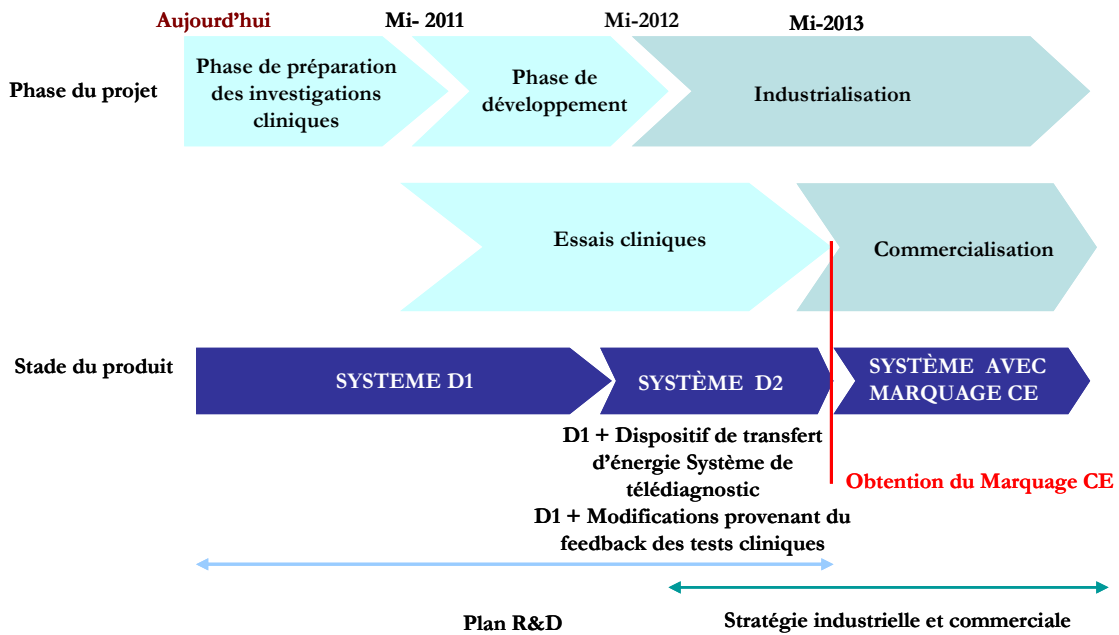 Aujourd'hui
Mi- 2011
Mi-2012
Mi-2013
Phase du projet
Phase de préparation
des investigations
cliniques
Phase de
développement
Industrialisation
Essais cliniques
Commercialisation
Stade du produit
SYSTEME D1
SYSTÈME  D2
SYSTÈME  AVEC
MARQUAGE CE
D1 + Dispositif de transfert
d'énergie Système de
télédiagnostic
D1 + Modifications provenant du
feedback des tests cliniques
Obtention du Marquage CE
Plan R&D
Stratégie industrielle et commerciale